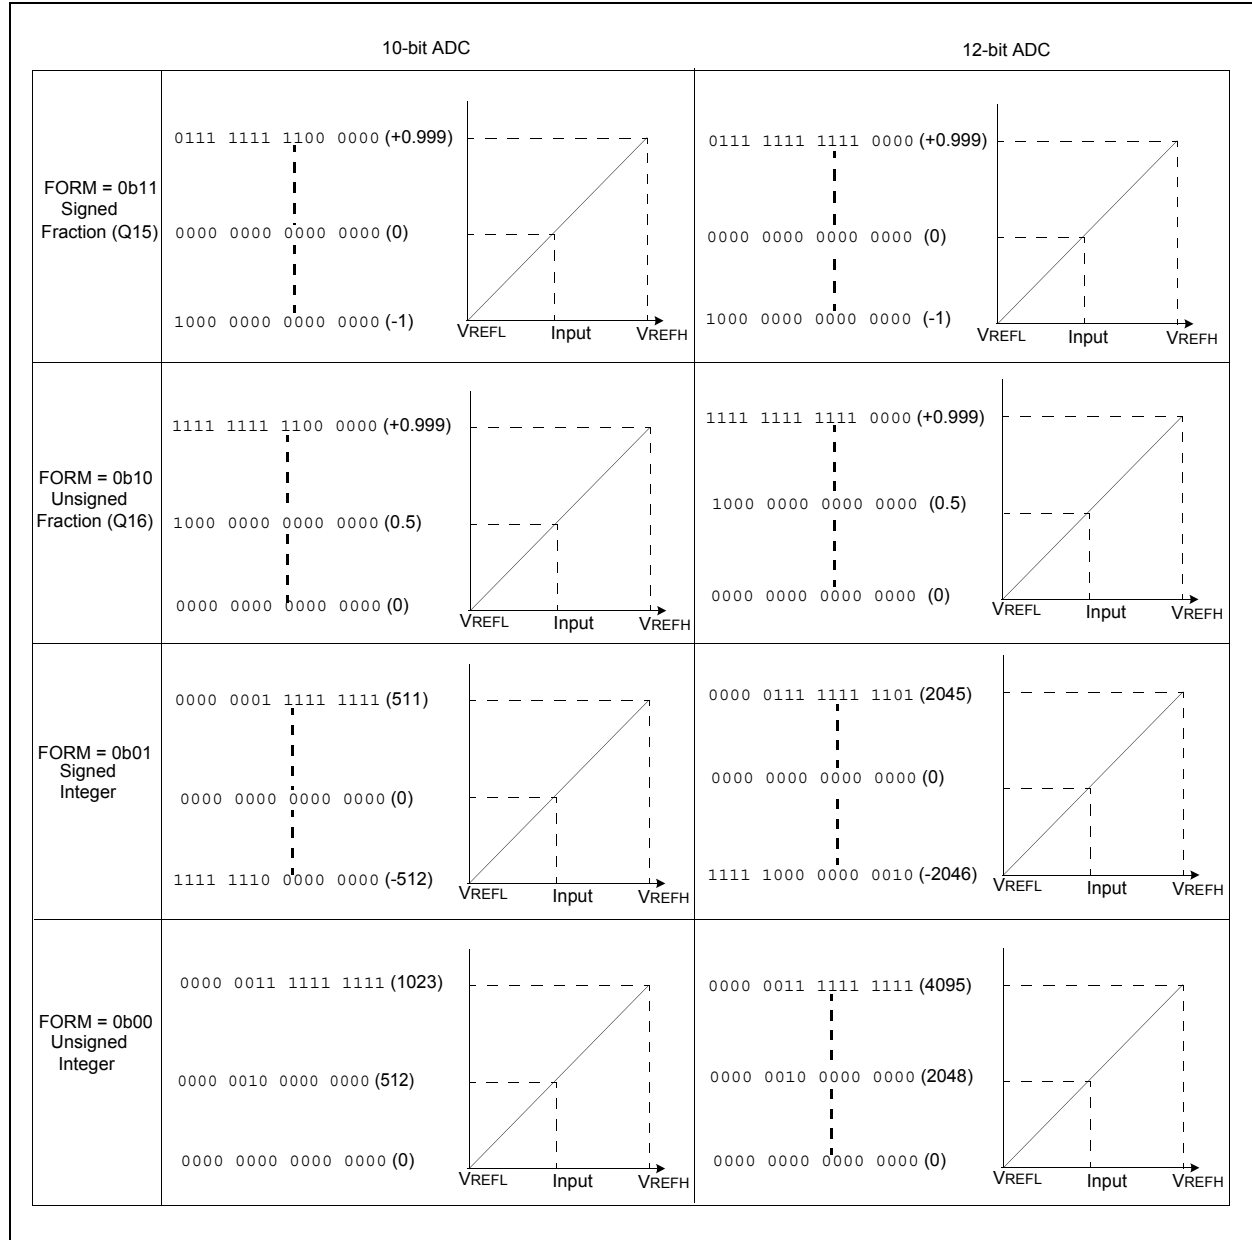 10-bit ADC
12-bit ADC
FORM = 0b11
Signed
Fraction (Q15)
0111 1111 1100 0000 (+0.999)
0000 0000 0000 0000 (0)
1000 0000 0000 0000 (-1)
VREFL Input VREFH
0111 1111 1111 0000 (+0.999)
0000 0000 0000 0000 (0)
1000 0000 0000 0000 (-1)
VREFL Input VREFH
FORM = 0b10
Unsigned
Fraction (Q16)
1111 1111 1100 0000 (+0.999)
1000 0000 0000 0000 (0.5)
0000 0000 0000 0000 (0)
VREFL Input VREFH
1111 1111 1111 0000 (+0.999)
1000 0000 0000 0000 (0.5)
0000 0000 0000 0000 (0)
VREFL Input VREFH
FORM = 0b01
Signed
Integer
0000 0001 1111 1111 (511)
0000 0000 0000 0000 (0)
1111 1110 0000 0000 (-512)
VREFL Input VREFH
0000 0111 1111 1101 (2045)
0000 0000 0000 0000 (0)
1111 1000 0000 0010 (-2046)
VREFL Input VREFH
FORM = 0b00
Unsigned
Integer
0000 0011 1111 1111 (1023)
0000 0010 0000 0000 (512)
0000 0000 0000 0000 (0)
VREFL Input VREFH
0000 0011 1111 1111 (4095)
0000 0010 0000 0000 (2048)
0000 0000 0000 0000 (0)
VREFL Input VREFH